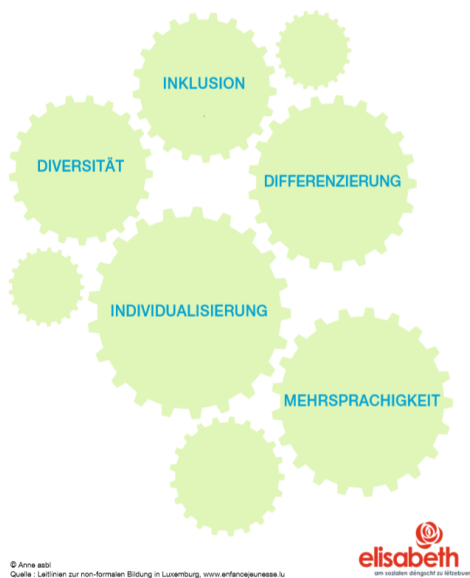 INKLUSION
DIVERSITÄT
DIFFERENZIERUNG
INDIVIDUALISIERUNG
MEHRSPRACHIGKEIT
© Anne asbl
Quelle : Leitlinien zur non-formalen Bildung in Luxemburg, www.enfancejeunesse.lu
elisabeth
am sozialen déngscht zu lëtzebuerg